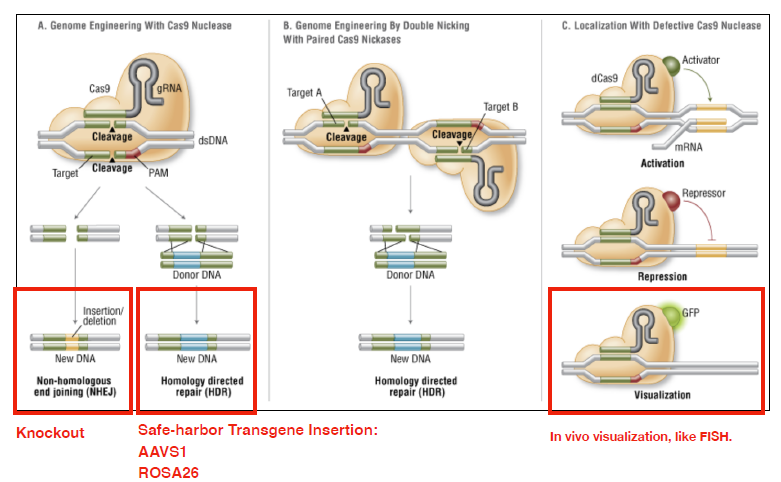 A. Genome Engineering With Cas9 Nuclease
Cas9
gRNA
Cleavage
dsDNA
Target
Cleavage
PAM
Donor DNA
Insertion/
deletion
New DNA
Non-homologous
end joining (NHEJ)
New DNA
Homology directed
repair (HDR)
Knockout
Safe-harbor Transgene Insertion:
AAVS1
ROSA26
B. Genome Engineering By Double Nicking
With Paired Cas9 Nickases
Target A
Target B
Cleavage
Cleavage
Donor DNA
New DNA
Homology directed
repair (HDR)
C. Localization With Defective Cas9 Nuclease
Activator
dCas9
mRNA
Activation
Repressor
Repression
GFP
Visualization
In vivo visualization, like FISH.